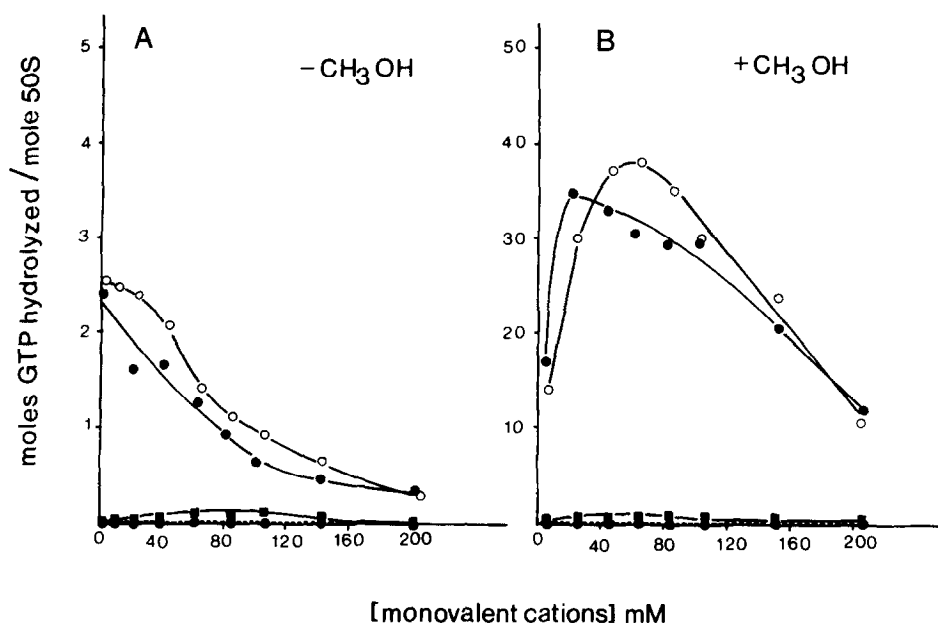 moles GTP hydrolyzed / mole 50S
A
−CH₃OH
5
4
3
2
1
0 40 80 120 160 200
B
+CH₃OH
50
40
30
20
10
0 40 80 120 160 200
[monovalent cations] mM